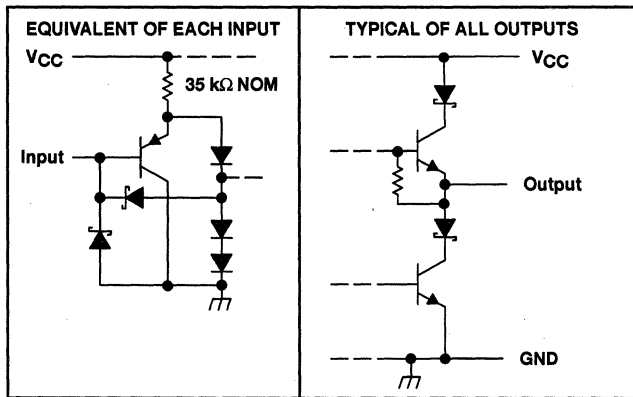 EQUIVALENT OF EACH INPUT
VCC
35 kΩ NOM
Input
TYPICAL OF ALL OUTPUTS
VCC
Output
GND